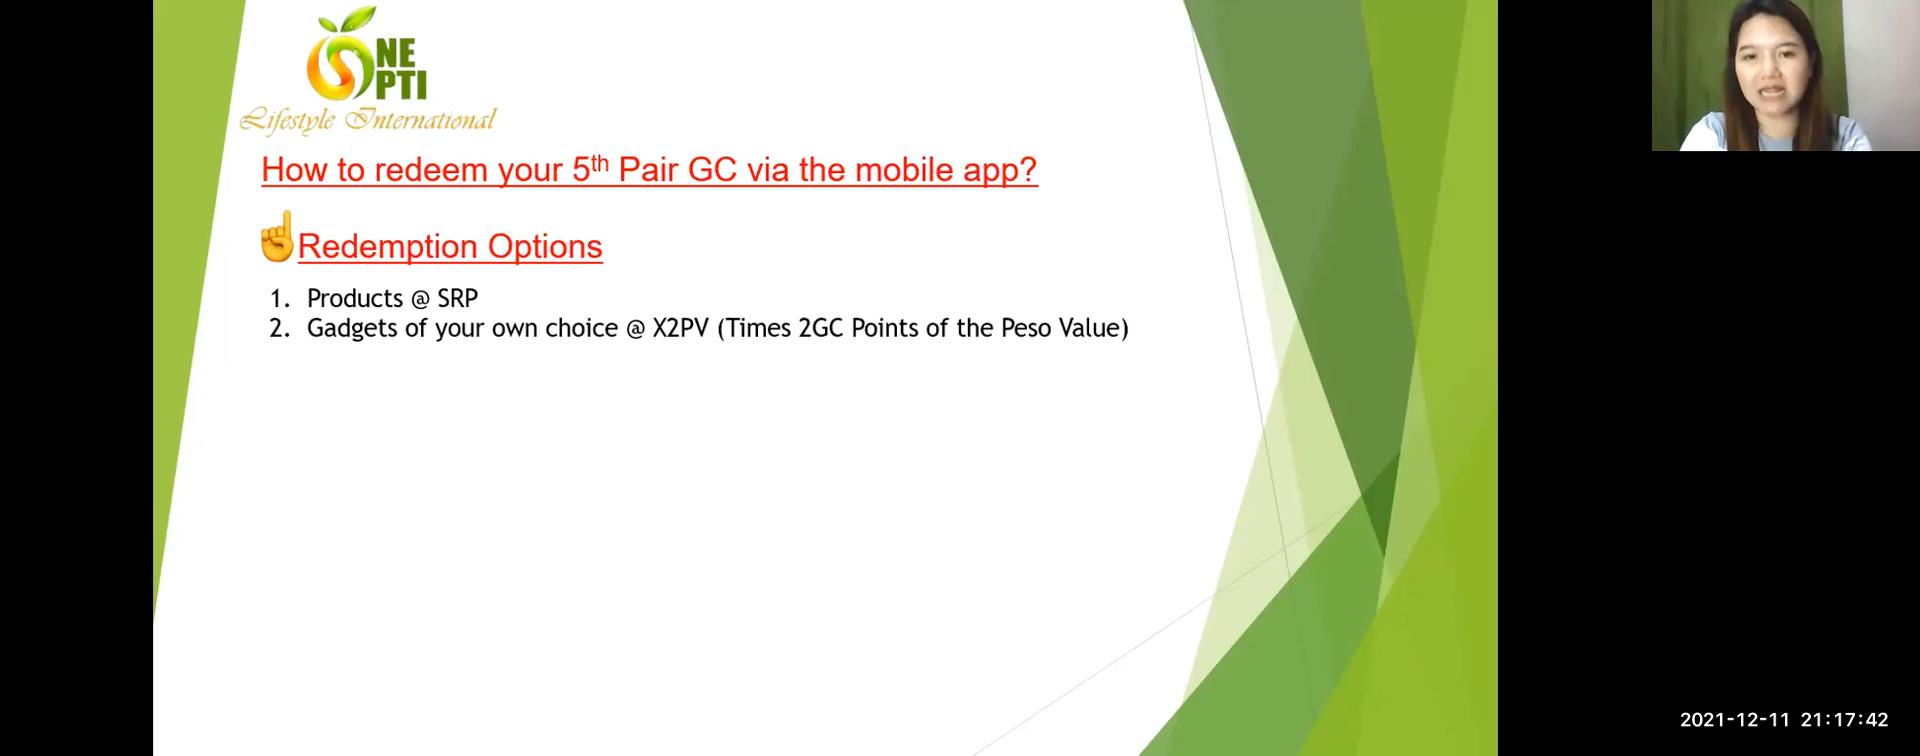 NE
PTI
Lifestyle International
How to redeem your 5th Pair GC via the mobile app?
Redemption Options
1. Products @ SRP
2. Gadgets of your own choice @ X2PV (Times 2GC Points of the Peso Value)
2021-12-11 21:17:42